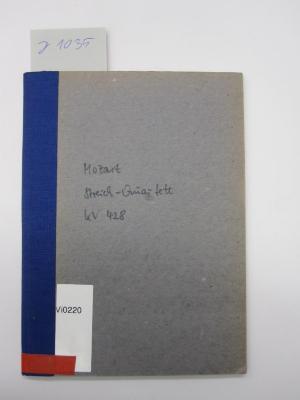 J 1035
Mozart
Streich-Quartett
KV 428
Vi0220